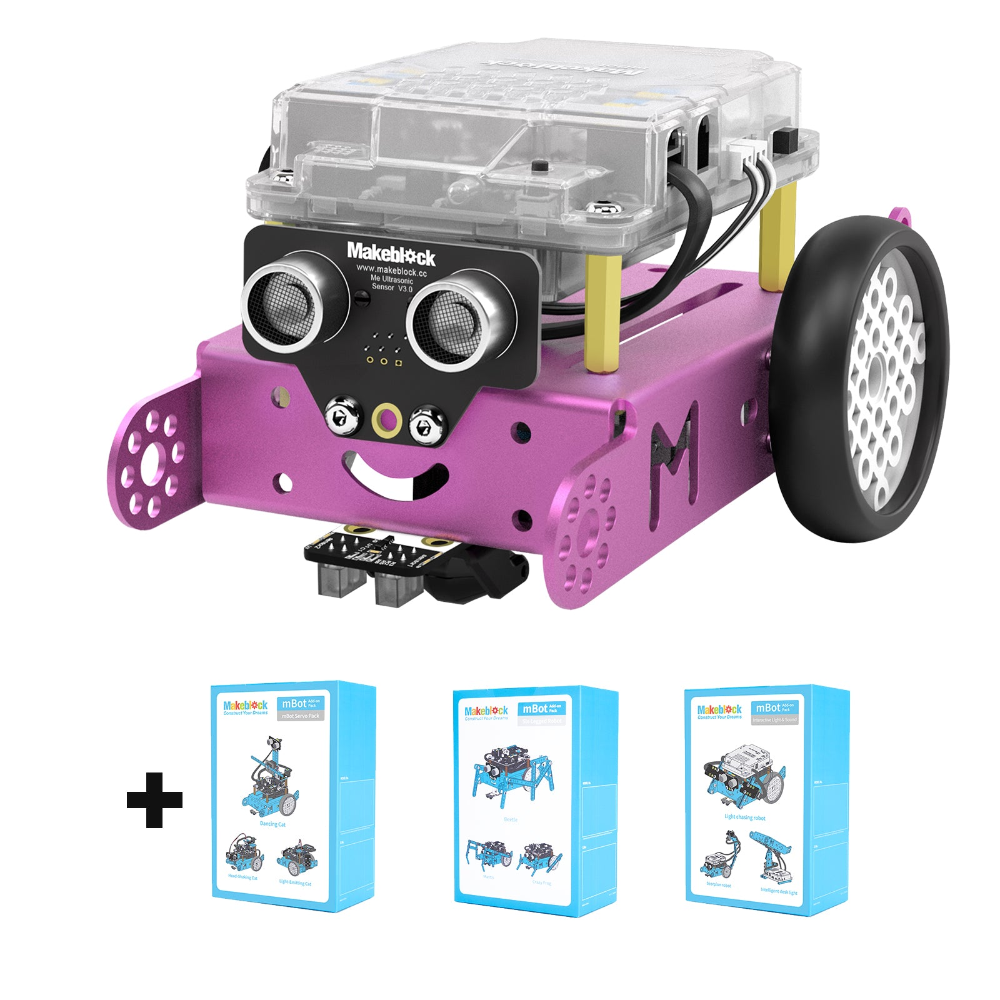 Makeblock
Makeblock
www.makeblock.cc
Me Ultrasonic
Sensor V3.0
M
Makeblock
Construct Your Dreams
mBot Add-on Pack
mBot Servo Pack
Dancing Cat
Head-Shaking Cat
Light Emitting Cat
Makeblock
Construct Your Dreams
mBot Add-on Pack
Six-Legged Robot
Beetle
Mantis
Crazy Frog
Makeblock
Construct Your Dreams
mBot Add-on Pack
Interactive Light & Sound
Light chasing robot
Scorpion robot
Intelligent desk light